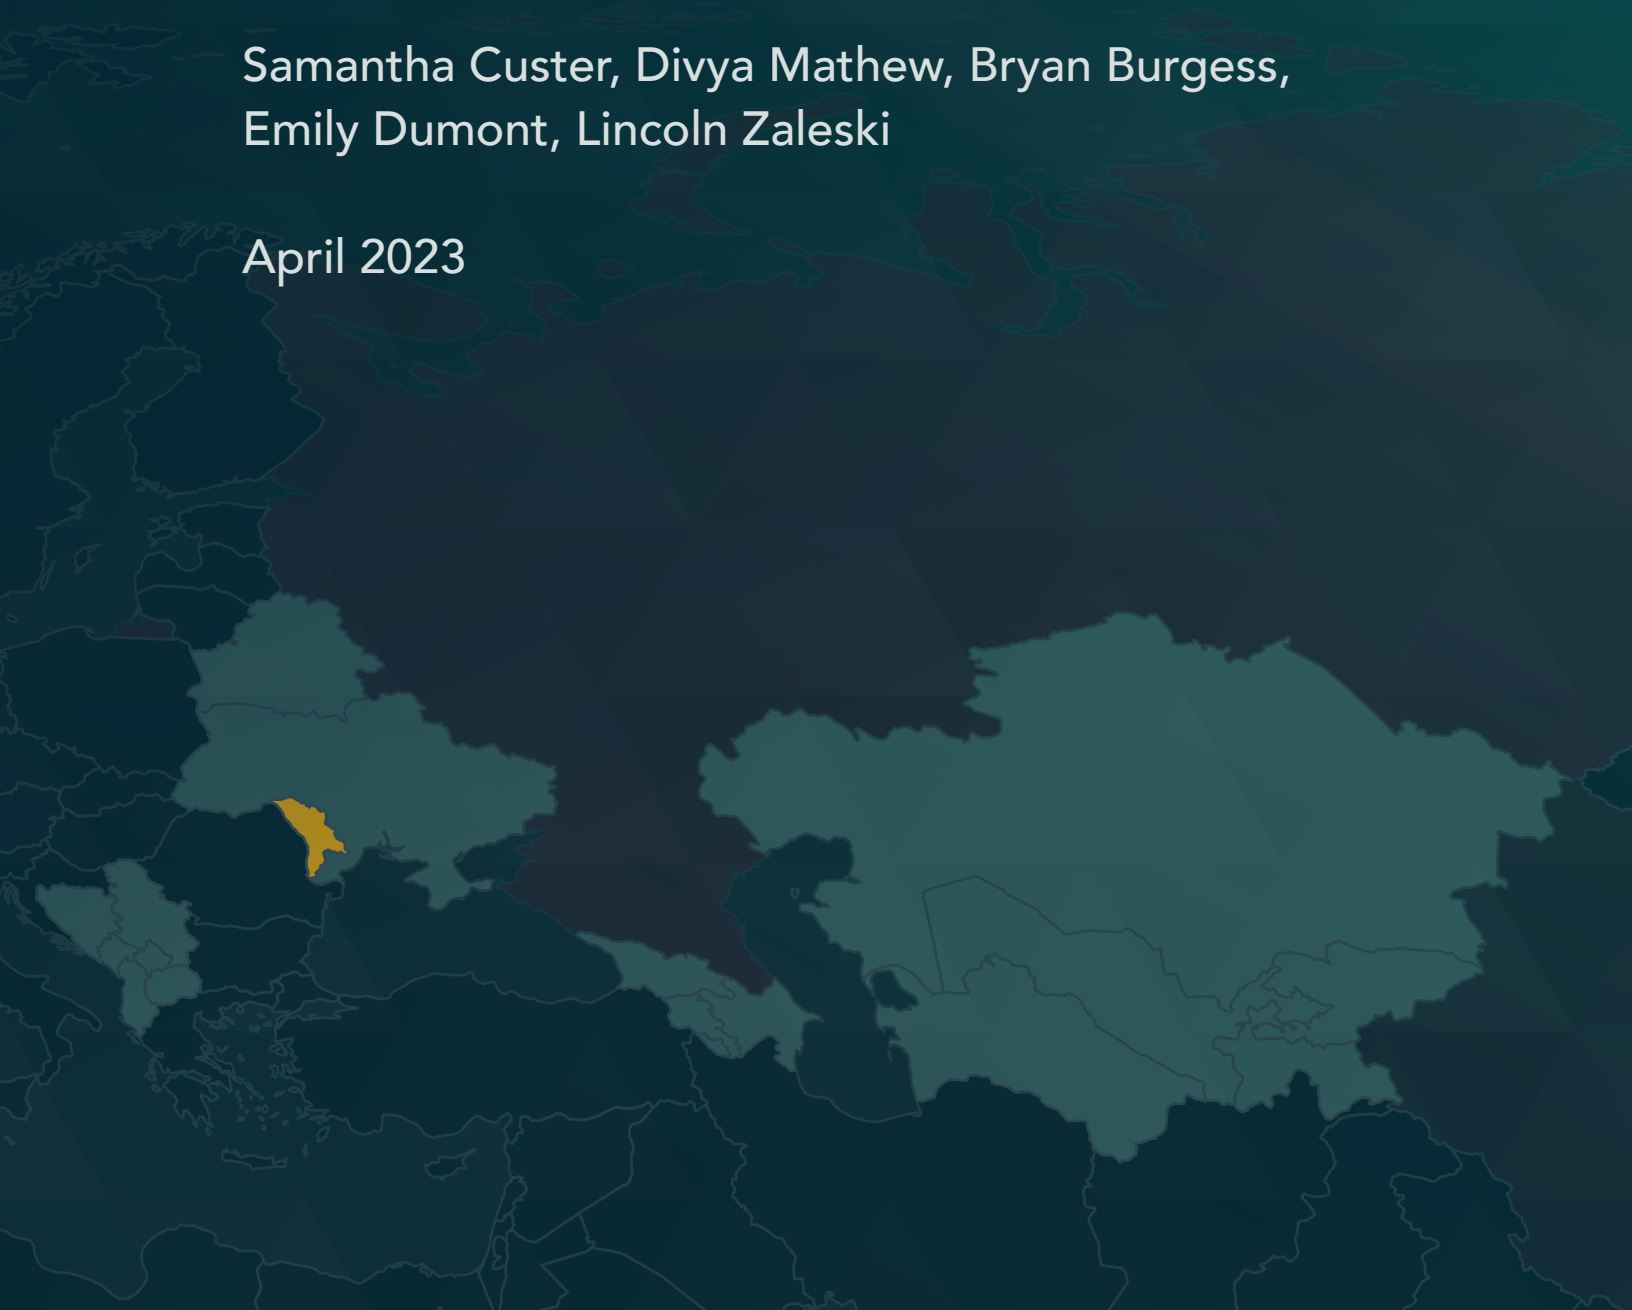 Samantha Custer, Divya Mathew, Bryan Burgess,
Emily Dumont, Lincoln Zaleski
April 2023